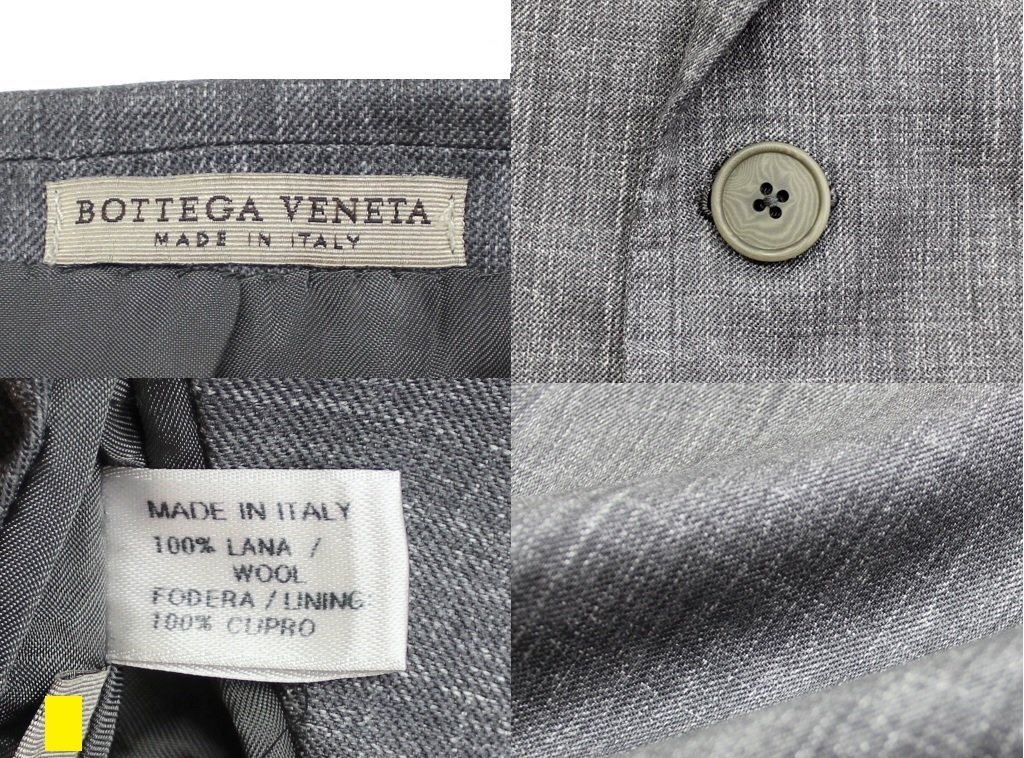 BOTTEGA VENETA
MADE IN ITALY
MADE IN ITALY
100% LANA /
WOOL
FODERA / LINING
100% CUPRO